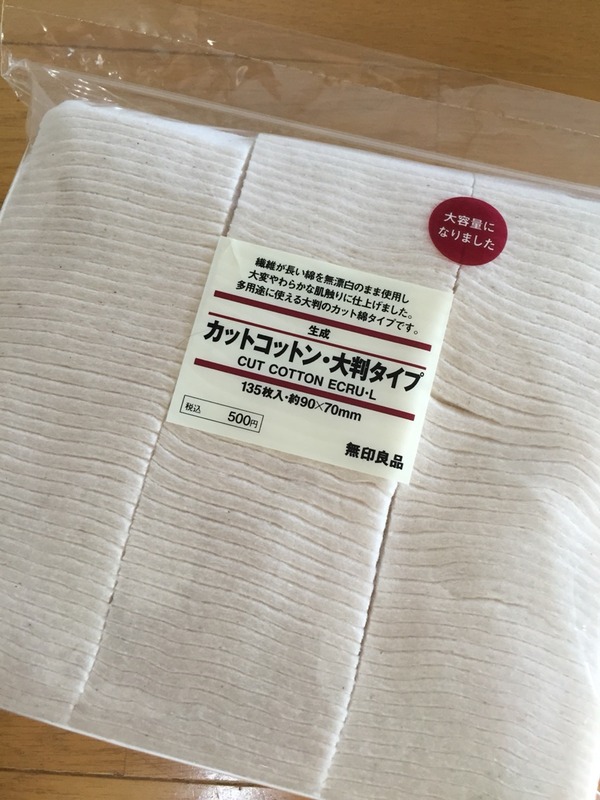 大容量に
なりました
繊維が長い綿を無漂白のまま使用し
大変やわらかな肌触りに仕上げました。
多用途に使える大判のカット綿タイプです。
生成
カットコットン・大判タイプ
CUT COTTON ECRU・L
135枚入・約90×70mm
税込 500円
無印良品